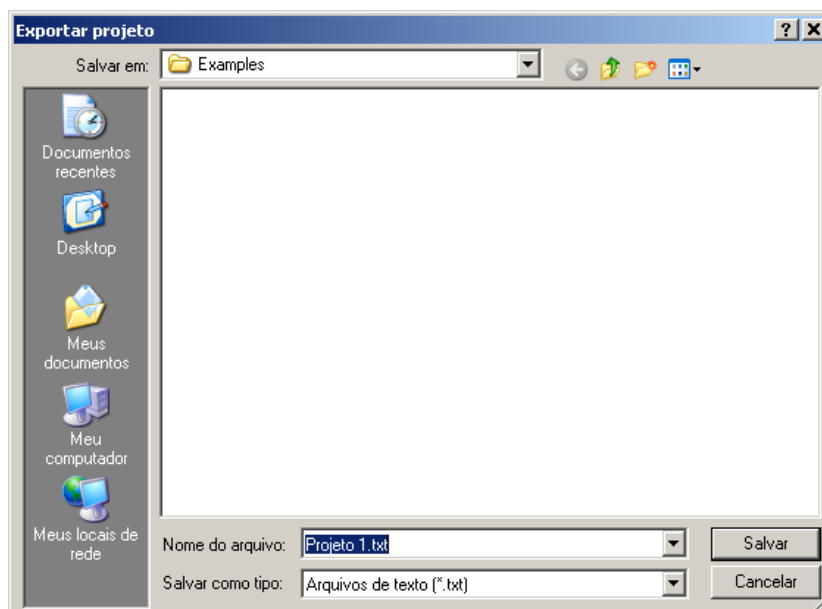 Exportar projeto
Salvar em:
Examples
Documentos
recentes
Desktop
Meus
documentos
Meu
computador
Meus locais de
rede
Nome do arquivo:
Projeto 1.txt
Salvar
Salvar como tipo:
Arquivos de texto (*.txt)
Cancelar